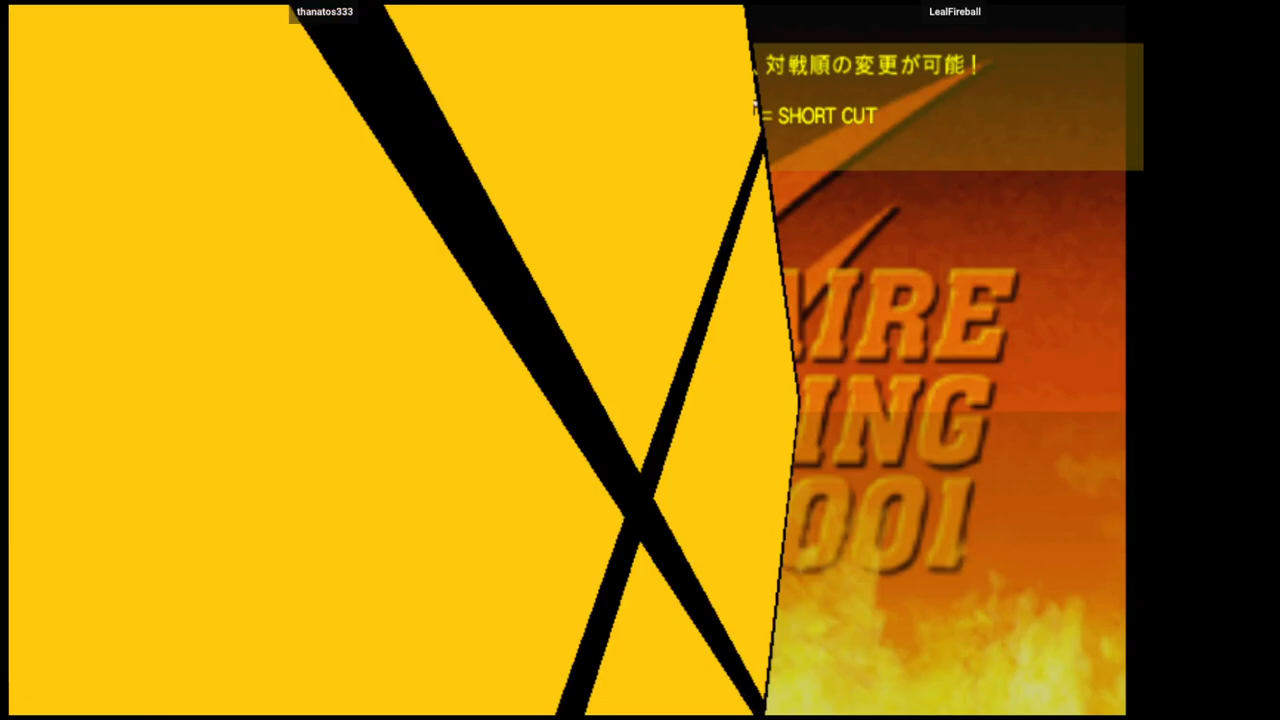 thanatos333
LealFireball
対戦順の変更が可能！
= SHORT CUT
IRE
ING
001